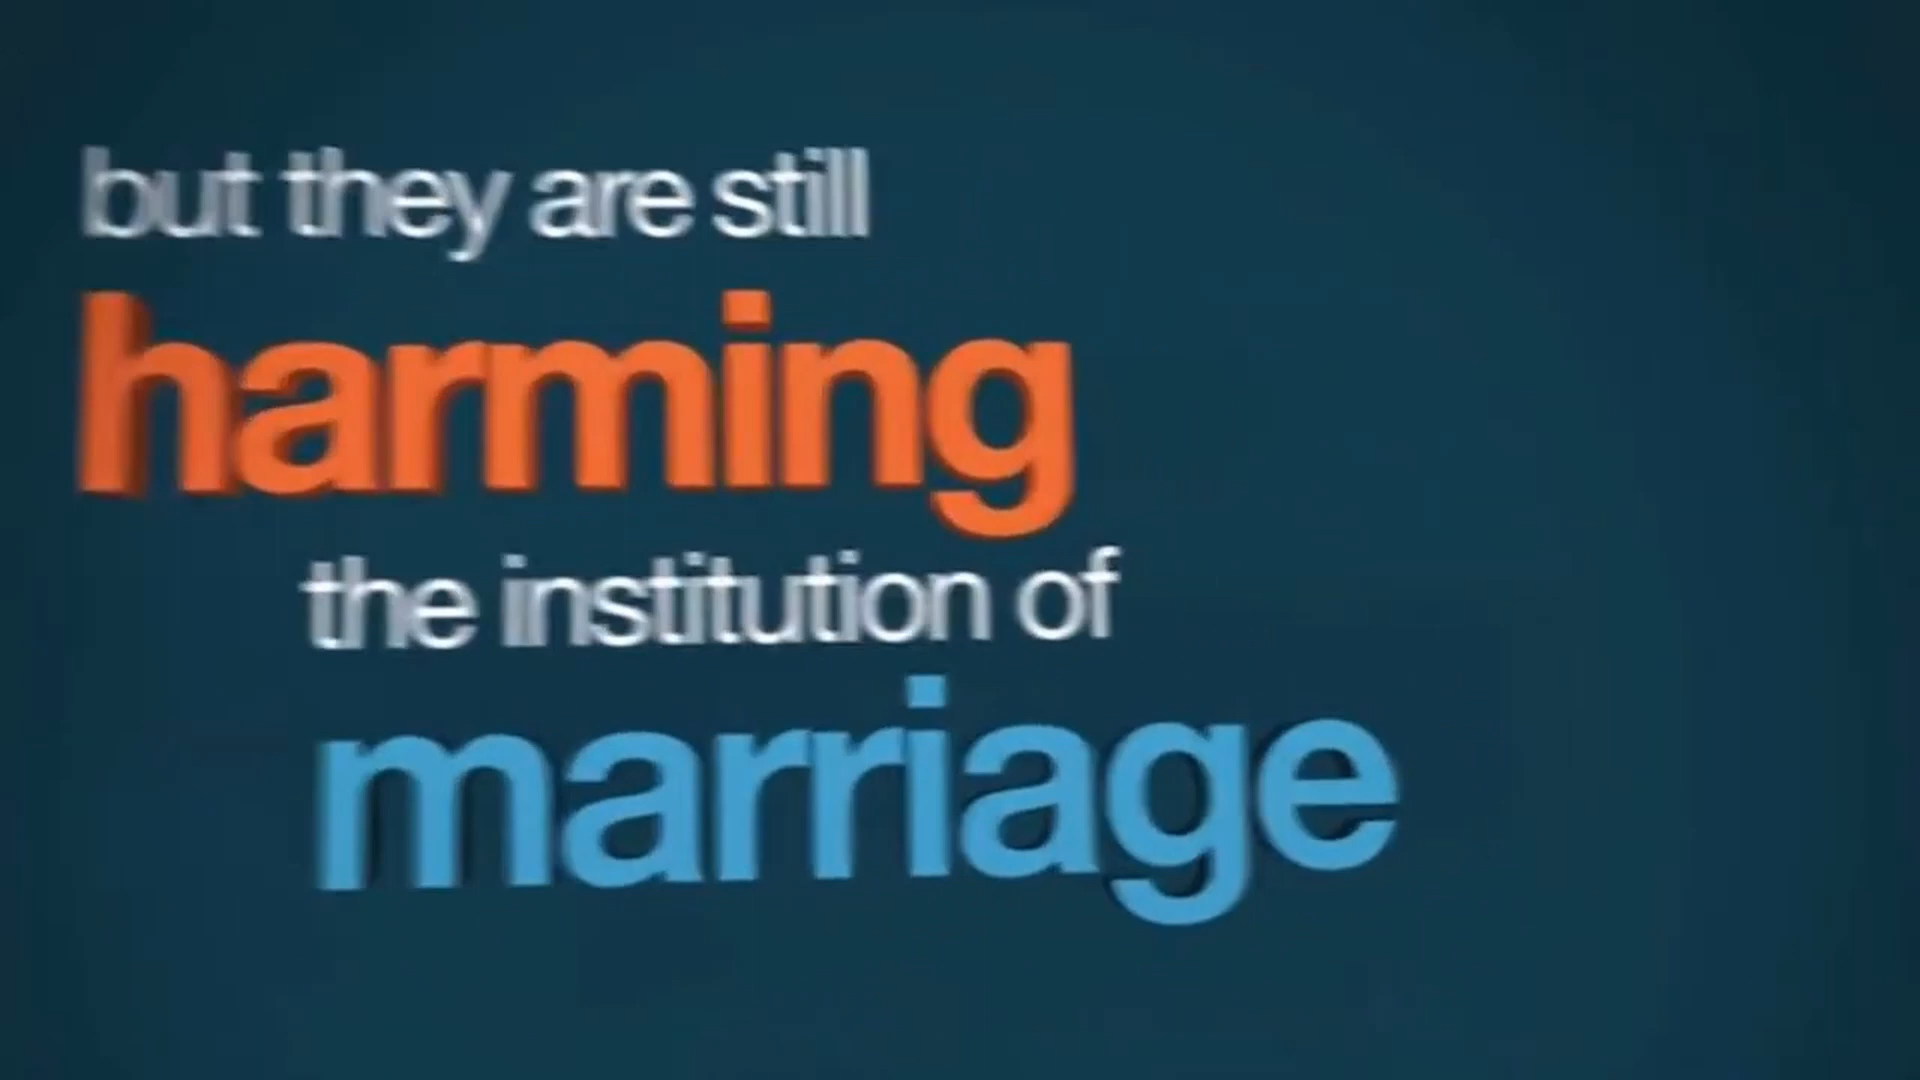 but they are still
harming
the institution of
marriage